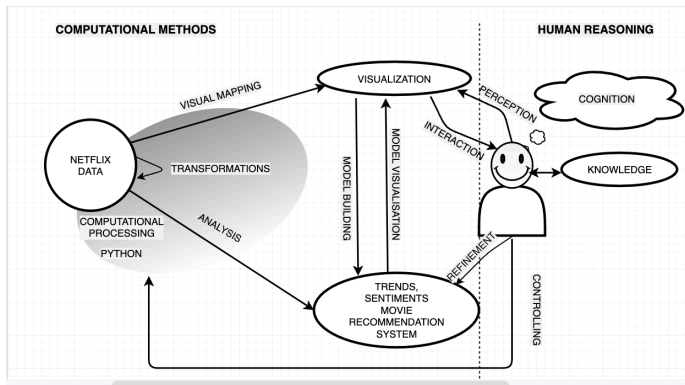 COMPUTATIONAL METHODS
HUMAN REASONING
VISUALIZATION
VISUAL MAPPING
PERCEPTION
COGNITION
NETFLIX
DATA
TRANSFORMATIONS
INTERACTION
KNOWLEDGE
MODEL BUILDING
MODEL VISUALISATION
COMPUTATIONAL
PROCESSING
PYTHON
ANALYSIS
REFINEMENT
TRENDS,
SENTIMENTS
MOVIE
RECOMMENDATION
SYSTEM
CONTROLLING